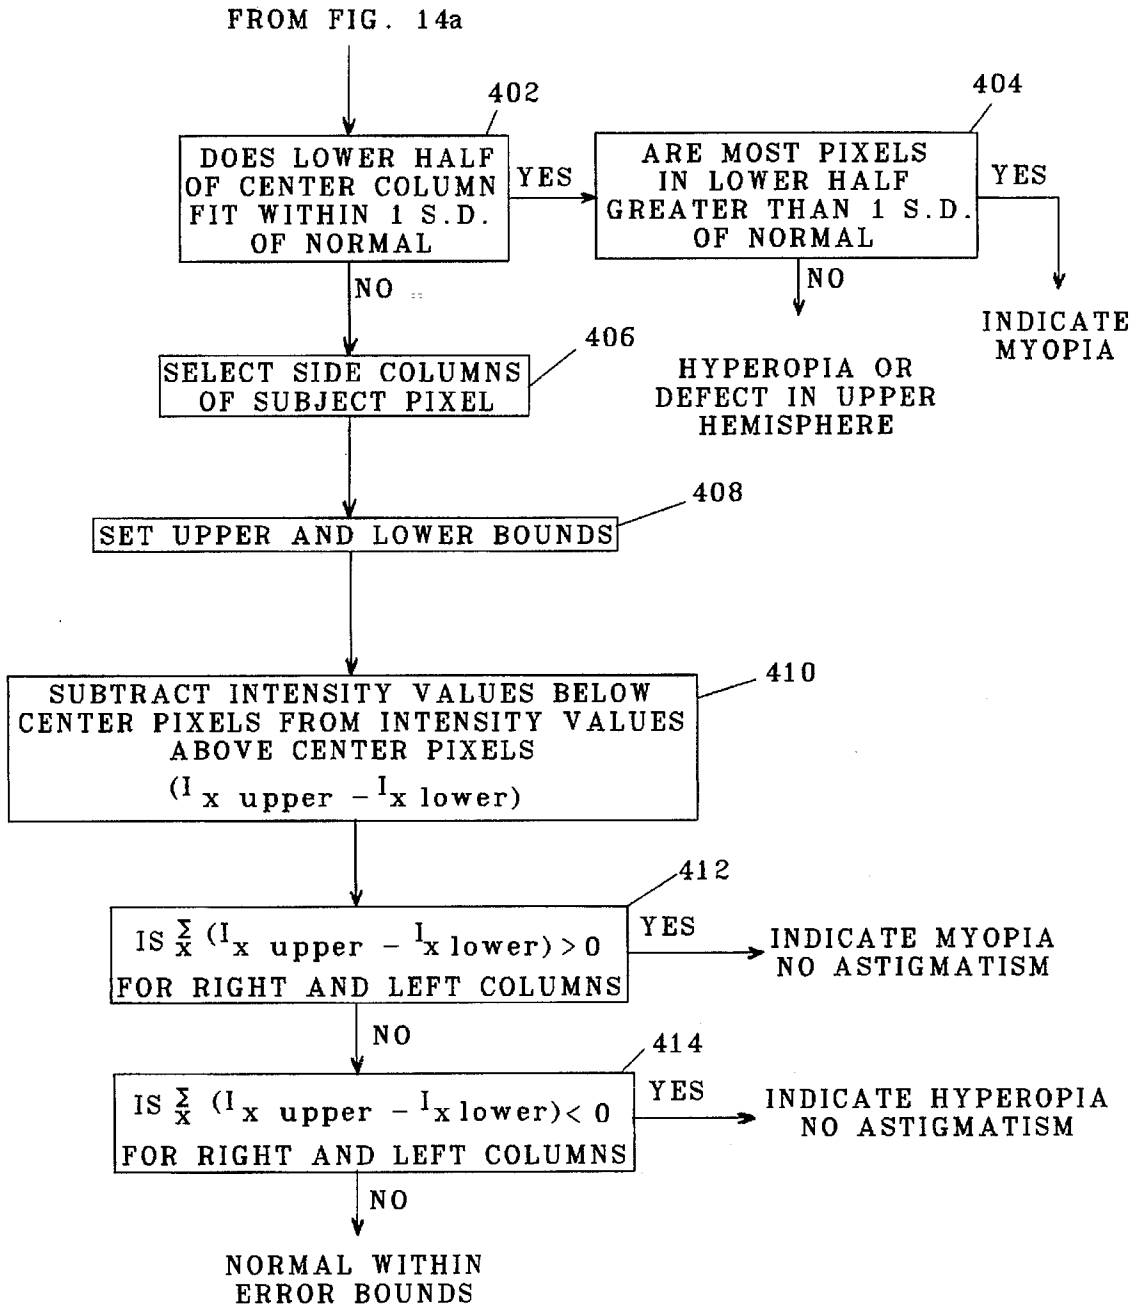 FROM FIG. 14a
402
404
DOES LOWER HALF
OF CENTER COLUMN
FIT WITHIN 1 S.D.
OF NORMAL
YES
ARE MOST PIXELS
IN LOWER HALF
GREATER THAN 1 S.D.
OF NORMAL
YES
NO
NO
INDICATE
MYOPIA
406
SELECT SIDE COLUMNS
OF SUBJECT PIXEL
HYPEROPIA OR
DEFECT IN UPPER
HEMISPHERE
408
SET UPPER AND LOWER BOUNDS
410
SUBTRACT INTENSITY VALUES BELOW
CENTER PIXELS FROM INTENSITY VALUES
ABOVE CENTER PIXELS
(I x upper - I x lower)
412
IS Σ x (I x upper - I x lower) > 0
FOR RIGHT AND LEFT COLUMNS
YES
INDICATE MYOPIA
NO ASTIGMATISM
NO
414
IS Σ x (I x upper - I x lower) < 0
FOR RIGHT AND LEFT COLUMNS
YES
INDICATE HYPEROPIA
NO ASTIGMATISM
NO
NORMAL WITHIN
ERROR BOUNDS